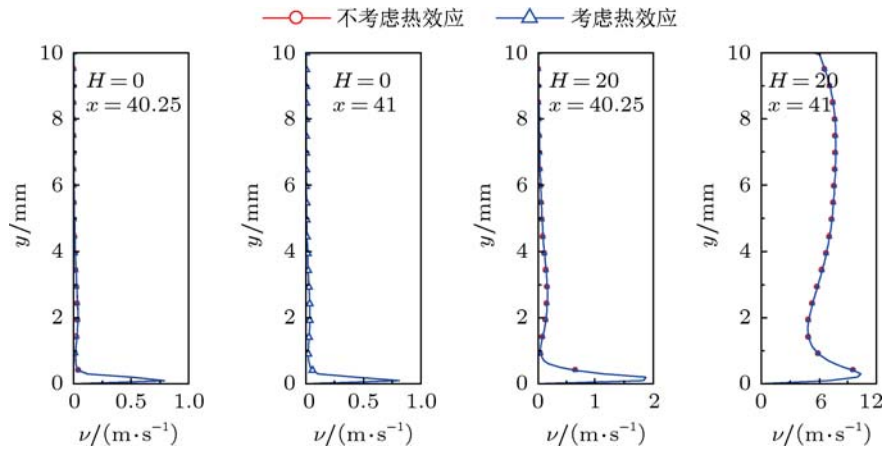 不考虑热效应 考虑热效应
10 10 10 10
H = 0 H = 0 H = 20 H = 20
x = 40.25 x = 41 x = 40.25 x = 41
8 8 8 8
6 6 6 6
y/mm y/mm y/mm y/mm
4 4 4 4
2 2 2 2
0 0 0 0
0 0.5 1.0 0 0.5 1.0 0 1 2 0 6 12
ν/(m·s⁻¹) ν/(m·s⁻¹) ν/(m·s⁻¹) ν/(m·s⁻¹)